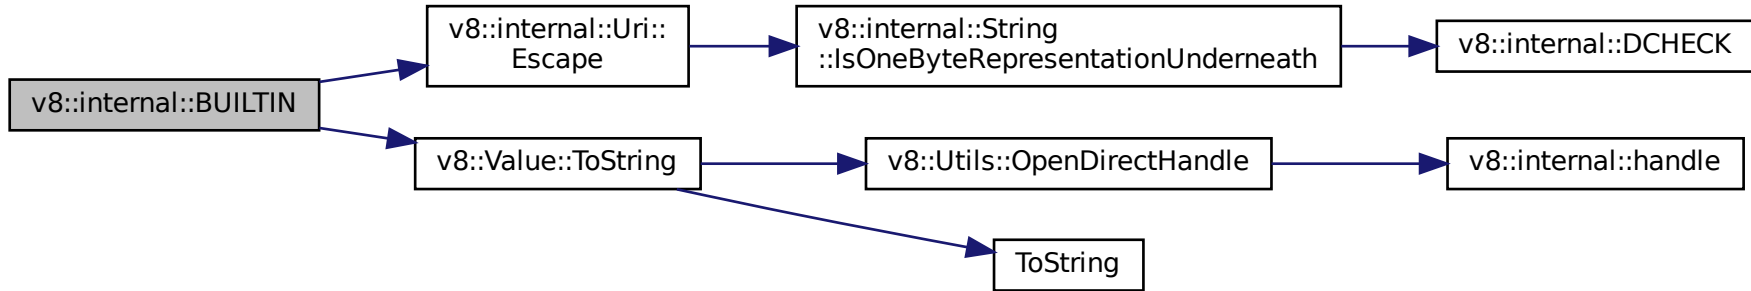 v8::internal::BUILTIN
v8::internal::Uri::
Escape
v8::internal::String
::IsOneByteRepresentationUnderneath
v8::internal::DCHECK
v8::Value::ToString
v8::Utils::OpenDirectHandle
v8::internal::handle
ToString